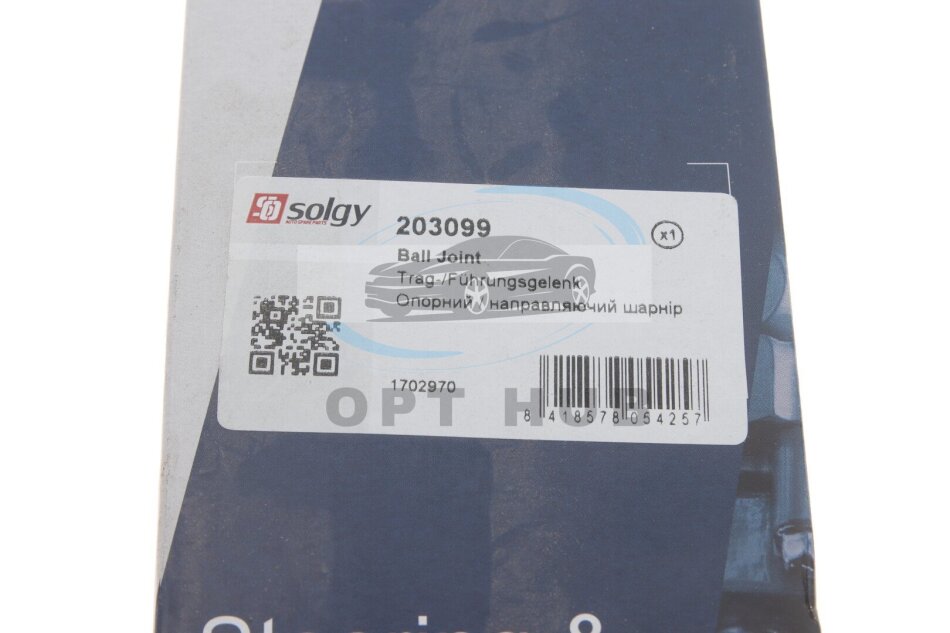 solgy
AUTO SPARE PARTS
203099
x1
Ball Joint
Trag-/Führungsgelenk
Опорний / направляючий шарнір
1702970
OPT HUB
8 418578 054257
Steering &